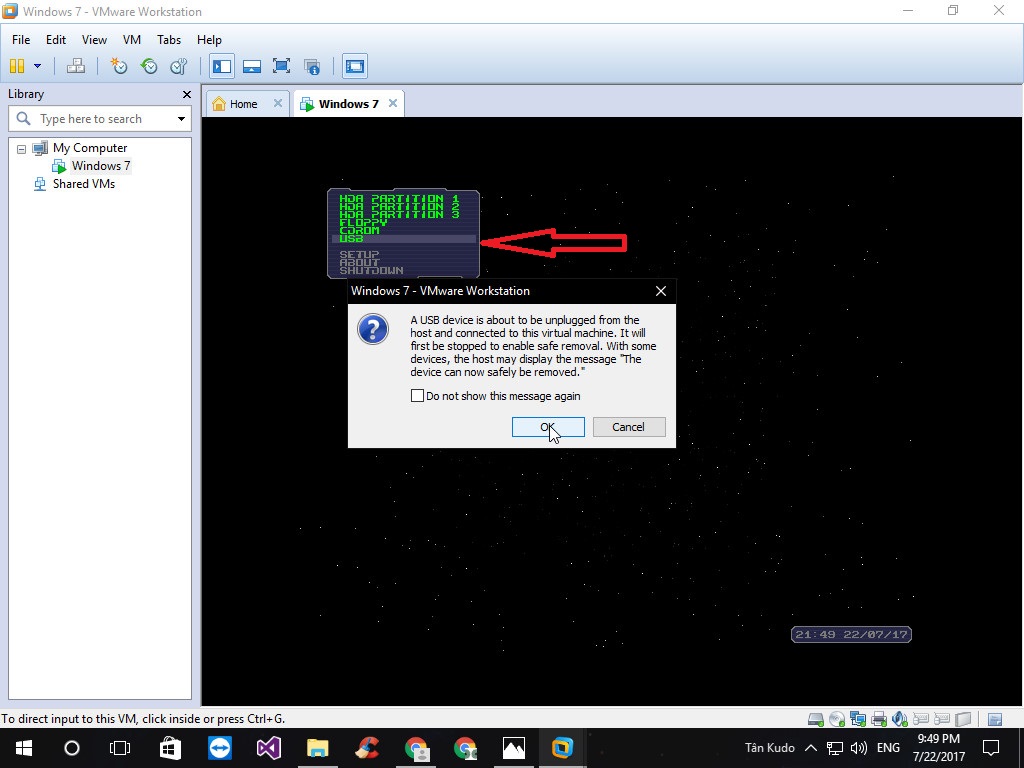 Windows 7 - VMware Workstation
File Edit View VM Tabs Help
Library
Home
Windows 7
Type here to search
My Computer
Windows 7
Shared VMs
HDA PARTITION 1
HDA PARTITION 2
HDA PARTITION 3
FLOPPY
CDROM
USB
SETUP
ABOUT
SHUTDOWN
Windows 7 - VMware Workstation
A USB device is about to be unplugged from the
host and connected to this virtual machine. It will
first be stopped to enable safe removal. With some
devices, the host may display the message "The
device can now safely be removed."
Do not show this message again
OK
Cancel
21:49 22/07/17
To direct input to this VM, click inside or press Ctrl+G.
Tân Kudo
ENG
9:49 PM
7/22/2017